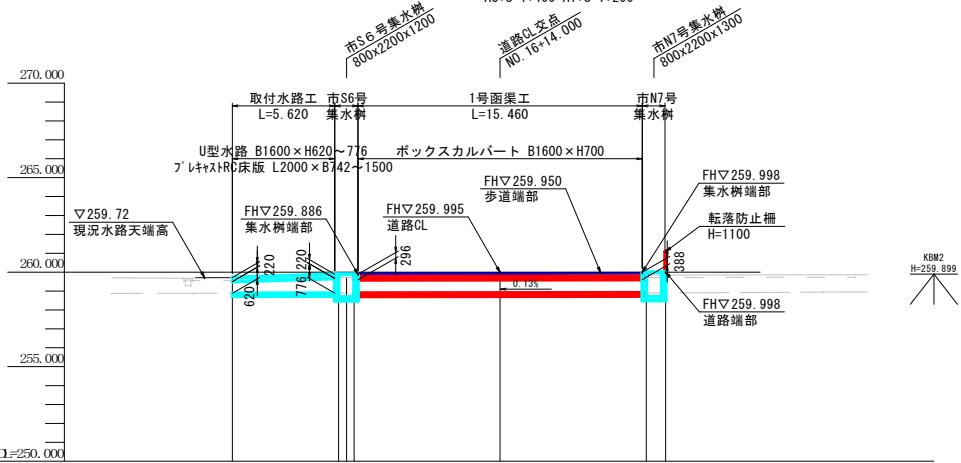 市S6号集水桝
800x2200x1200
道路CL交点
NO.16+14.000
市N7号集水桝
800x2200x1300
270.000
取付水路工
L=5.620
市S6号
集水桝
1号函渠工
L=15.460
市N7号
集水桝
U型水路 B1600×H620～776
プレキャストRC床版 L2000×B742～1500
ボックスカルバート B1600×H700
265.000
▽259.72
現況水路天端高
FH▽259.886
集水桝端部
FH▽259.995
道路CL
FH▽259.950
歩道端部
FH▽259.998
集水桝端部
転落防止柵
H=1100
220
220
296
388
260.000
620
776
0.13%
KBM2
H=259.899
FH▽259.998
道路端部
255.000
DL=250.000